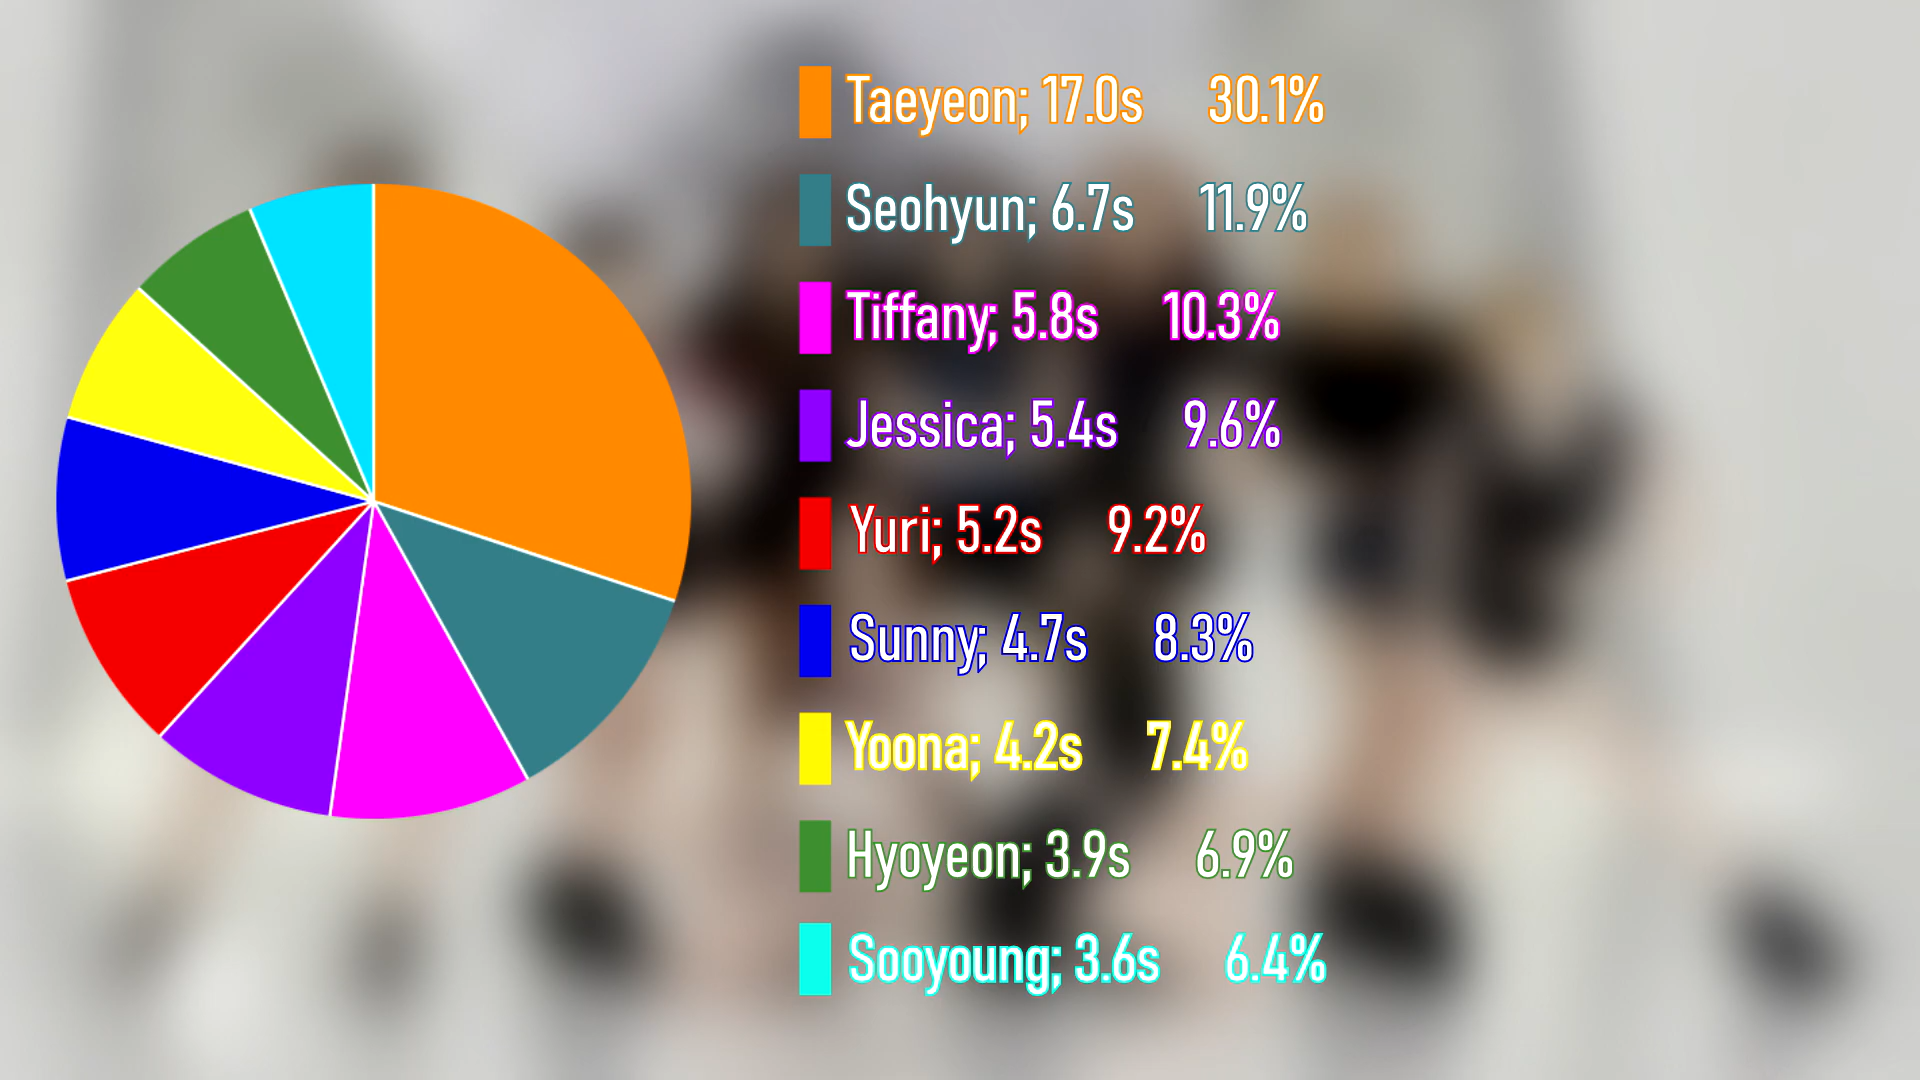 Taeyeon; 17.0s 30.1%
Seohyun; 6.7s 11.9%
Tiffany; 5.8s 10.3%
Jessica; 5.4s 9.6%
Yuri; 5.2s 9.2%
Sunny; 4.7s 8.3%
Yoona; 4.2s 7.4%
Hyoyeon; 3.9s 6.9%
Sooyoung; 3.6s 6.4%